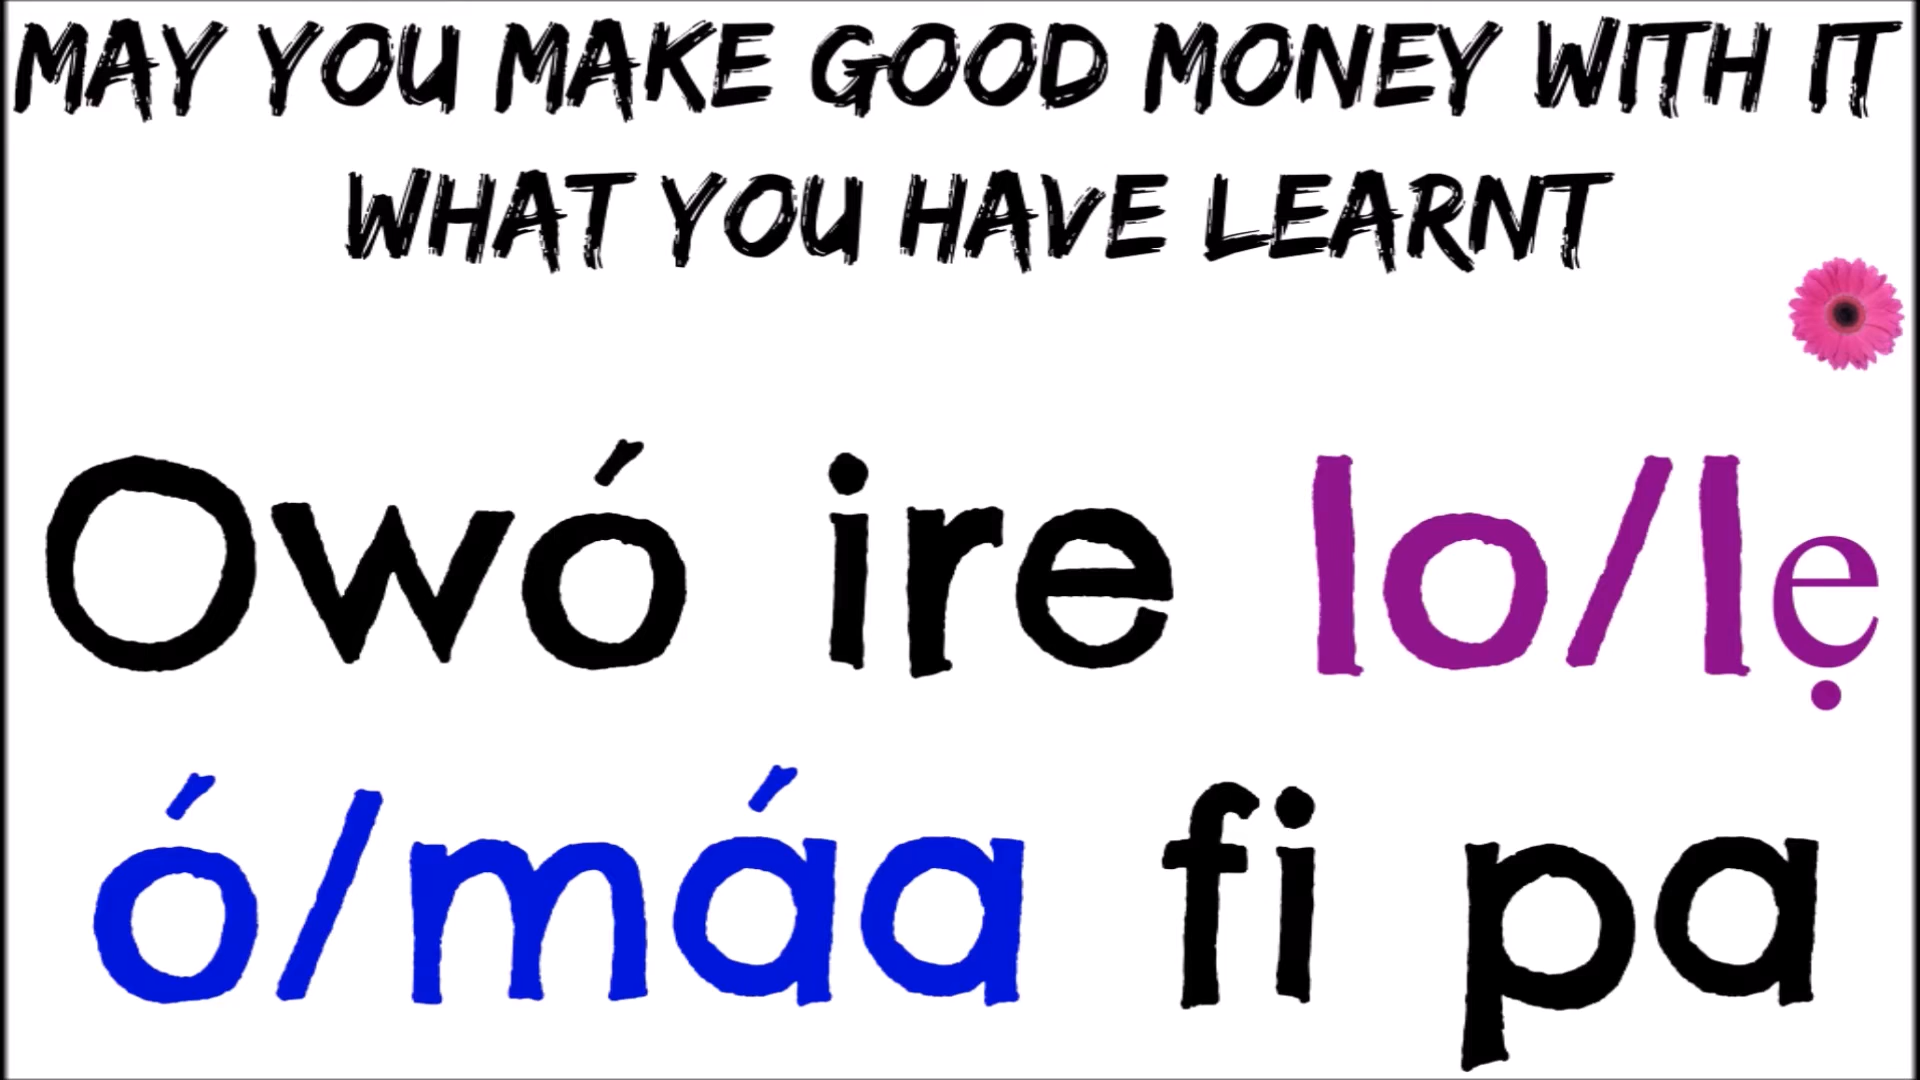 MAY YOU MAKE GOOD MONEY WITH IT
WHAT YOU HAVE LEARNT
Owó ire lo/lẹ
ó/máa fi pa